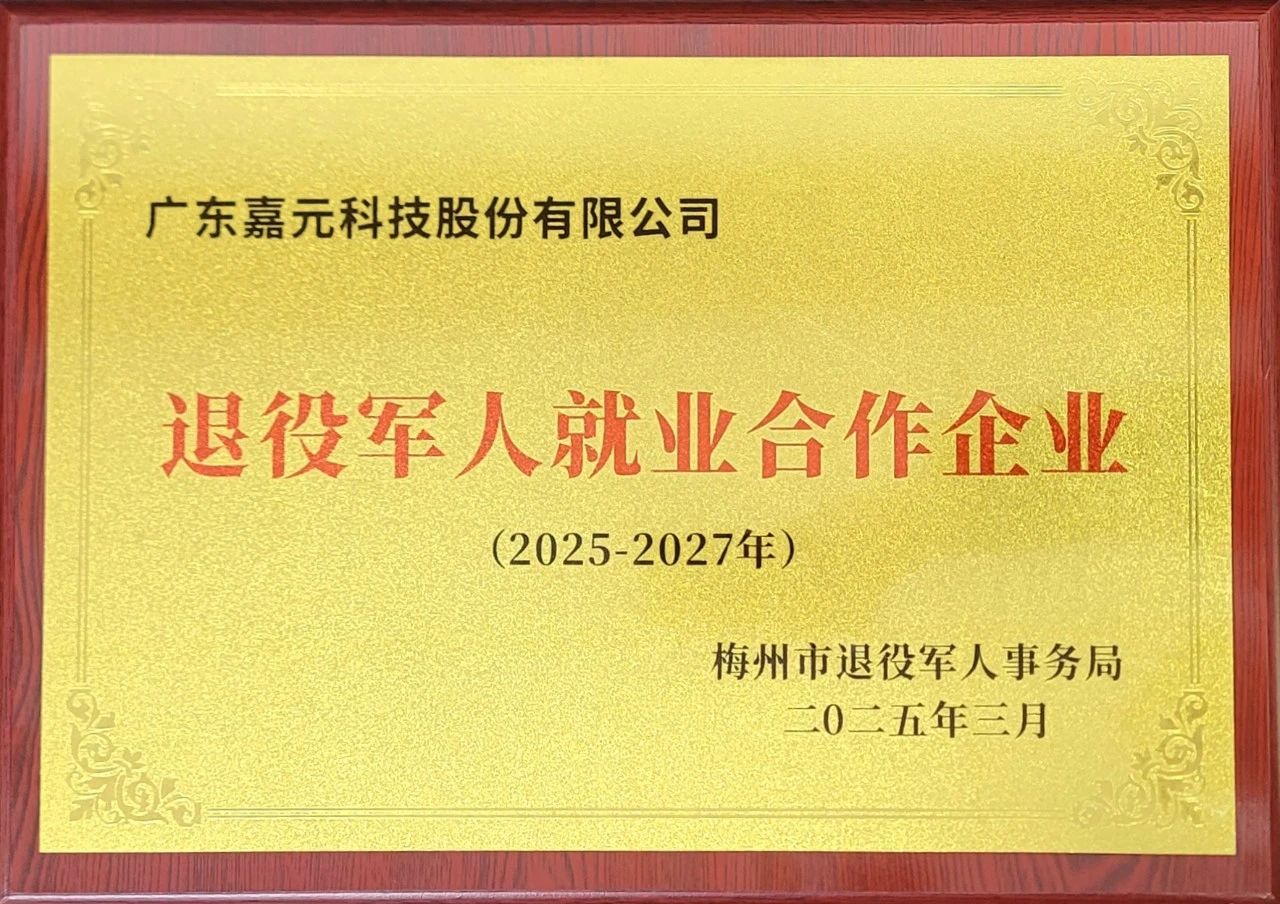 广东嘉元科技股份有限公司
退役军人就业合作企业
（2025-2027年）
梅州市退役军人事务局
二0二五年三月